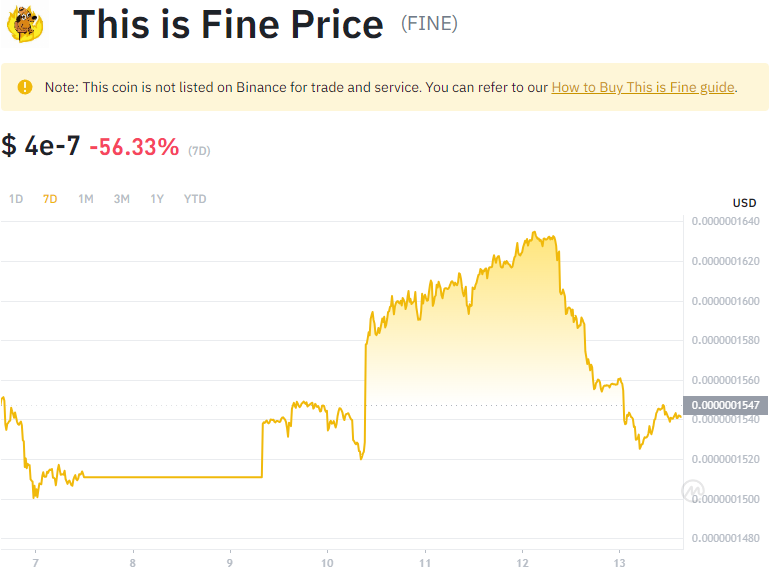 This is Fine Price (FINE)
Note: This coin is not listed on Binance for trade and service. You can refer to our How to Buy This is Fine guide.
$ 4e-7 -56.33% (7D)
1D 7D 1M 3M 1Y YTD
USD
0.0000001640
0.0000001620
0.0000001600
0.0000001580
0.0000001560
0.0000001547
0.0000001540
0.0000001520
0.0000001500
0.0000001480
7 8 9 10 11 12 13